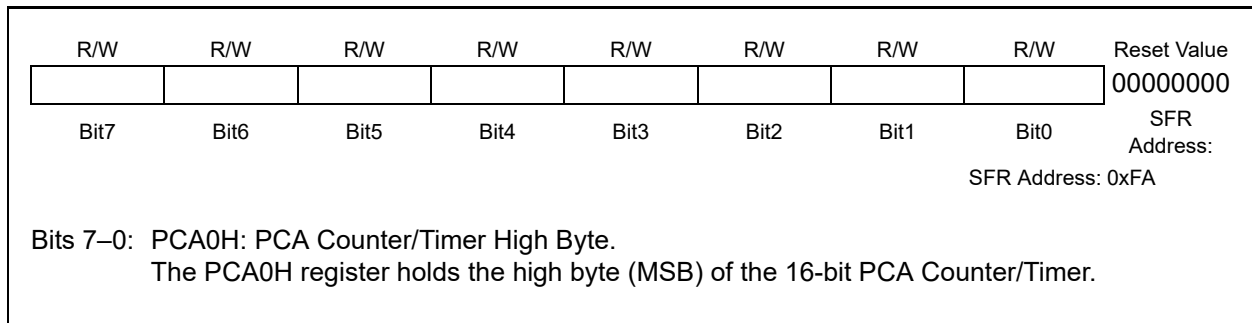 R/W R/W R/W R/W R/W R/W R/W R/W Reset Value
00000000
Bit7 Bit6 Bit5 Bit4 Bit3 Bit2 Bit1 Bit0 SFR
Address:
SFR Address: 0xFA
Bits 7–0: PCA0H: PCA Counter/Timer High Byte.
The PCA0H register holds the high byte (MSB) of the 16-bit PCA Counter/Timer.